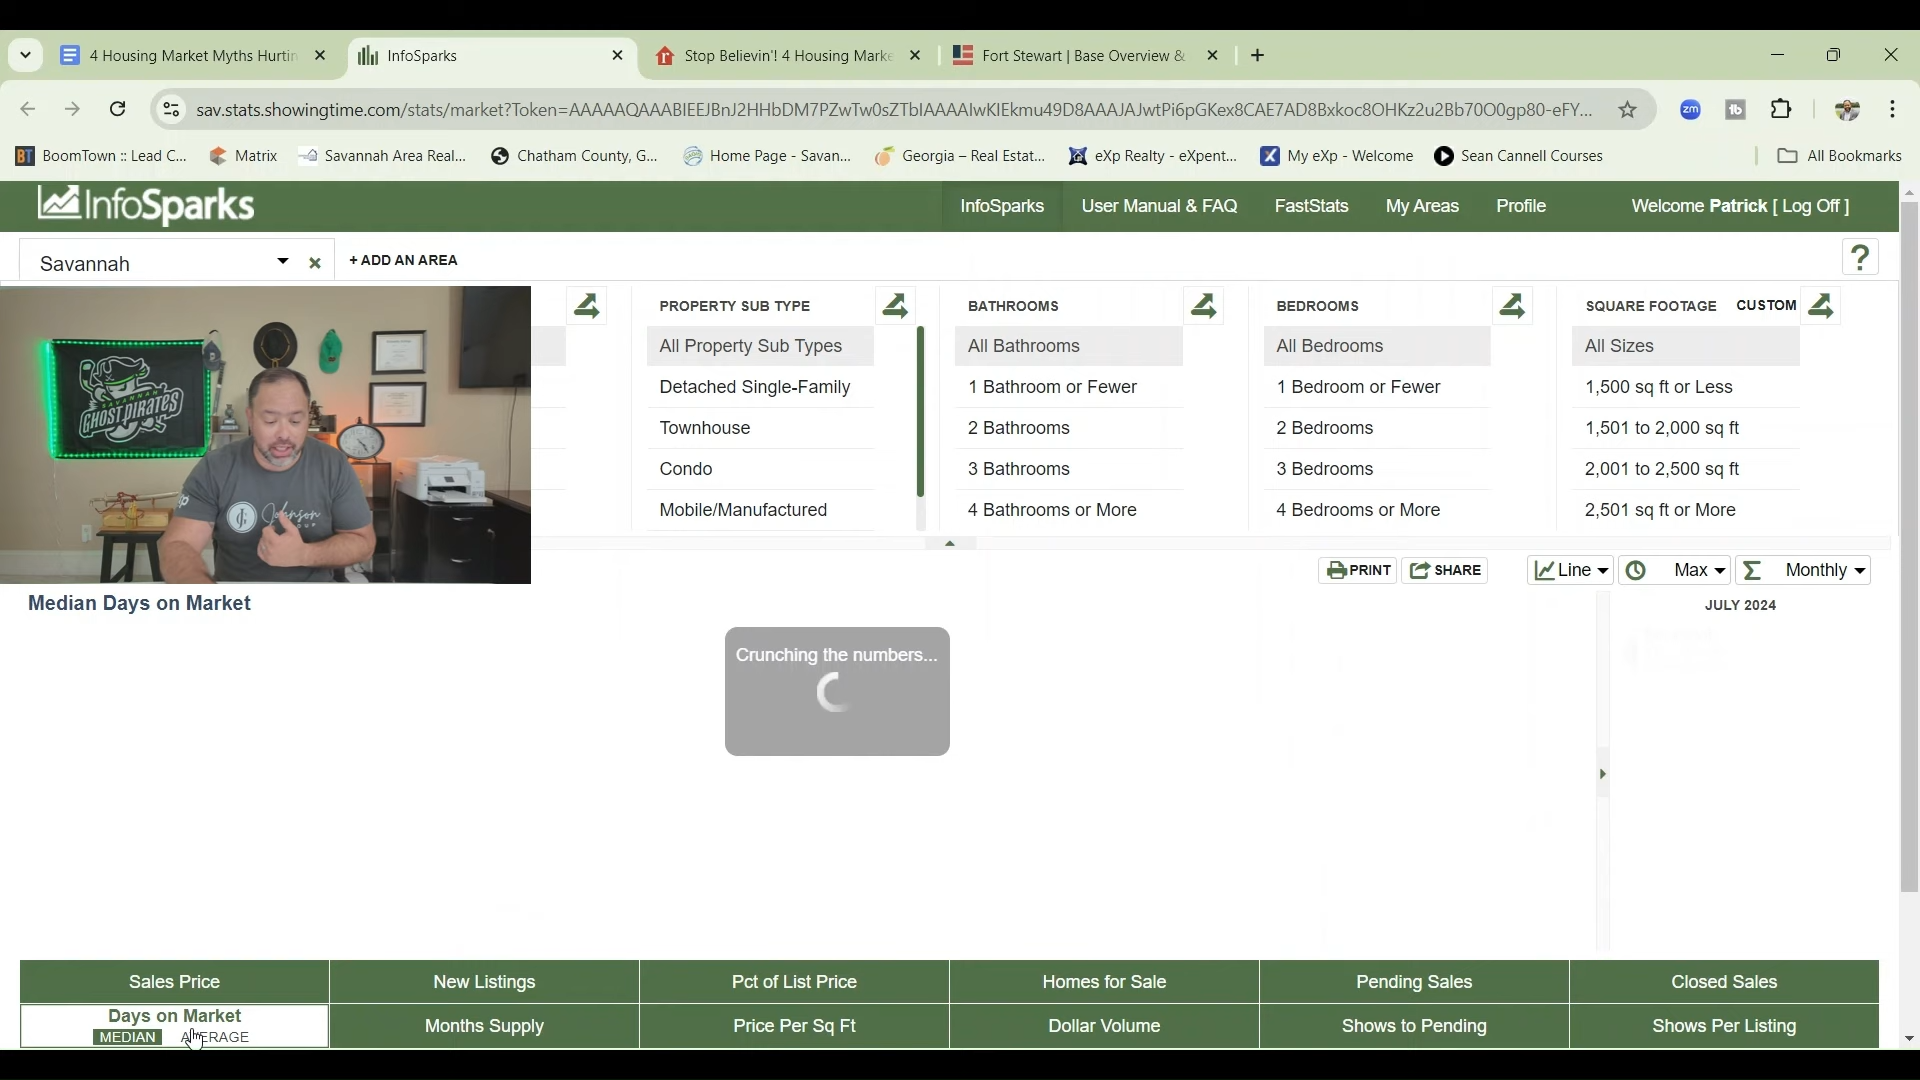 4 Housing Market Myths Hurtin
InfoSparks
Stop Believin'! 4 Housing Marke
Fort Stewart | Base Overview &
sav.stats.showingtime.com/stats/market?Token=
BoomTown :: Lead C...
Matrix
Savannah Area Real...
Chatham County, G...
Home Page - Savan...
Georgia – Real Estat...
eXp Realty - eXpent...
My eXp - Welcome
Sean Cannell Courses
All Bookmarks
InfoSparks
InfoSparks
User Manual & FAQ
FastStats
My Areas
Profile
Welcome Patrick [ Log Off ]
Savannah
+ ADD AN AREA
?
PROPERTY SUB TYPE
All Property Sub Types
Detached Single-Family
Townhouse
Condo
Mobile/Manufactured
BATHROOMS
All Bathrooms
1 Bathroom or Fewer
2 Bathrooms
3 Bathrooms
4 Bathrooms or More
BEDROOMS
All Bedrooms
1 Bedroom or Fewer
2 Bedrooms
3 Bedrooms
4 Bedrooms or More
SQUARE FOOTAGE CUSTOM
All Sizes
1,500 sq ft or Less
1,501 to 2,000 sq ft
2,001 to 2,500 sq ft
2,501 sq ft or More
SAVANNAH
GHOST PIRATES
Johnson
PRINT
SHARE
Line
Max
Monthly
Median Days on Market
JULY 2024
Crunching the numbers...
Sales Price
New Listings
Pct of List Price
Homes for Sale
Pending Sales
Closed Sales
Days on Market
MEDIAN AVERAGE
Months Supply
Price Per Sq Ft
Dollar Volume
Shows to Pending
Shows Per Listing